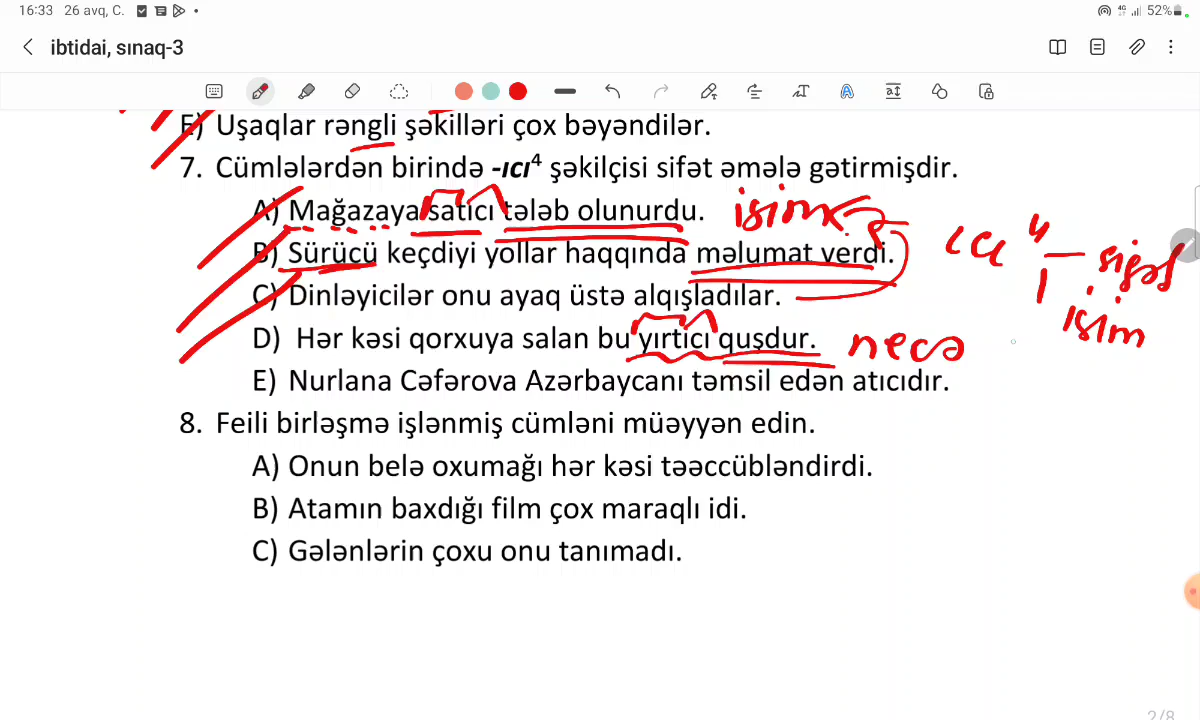 16:33 26 avq, C. 4G 52%
ibtidai, sınaq-3
E) Uşaqlar rəngli şəkilləri çox bəyəndilər.
7. Cümlələrdən birində -ıcı⁴ şəkilçisi sifət əmələ gətirmişdir.
A) Mağazaya satıcı tələb olunurdu. isim
B) Sürücü keçdiyi yollar haqqında məlumat verdi. ıcı⁴ sifət
C) Dinləyicilər onu ayaq üstə alqışladılar. isim
D) Hər kəsi qorxuya salan bu yırtıcı quşdur. necə
E) Nurlana Cəfərova Azərbaycanı təmsil edən atıcıdır.
8. Feili birləşmə işlənmiş cümləni müəyyən edin.
A) Onun belə oxumağı hər kəsi təəccübləndirdi.
B) Atamın baxdığı film çox maraqlı idi.
C) Gələnlərin çoxu onu tanımadı.
2/8